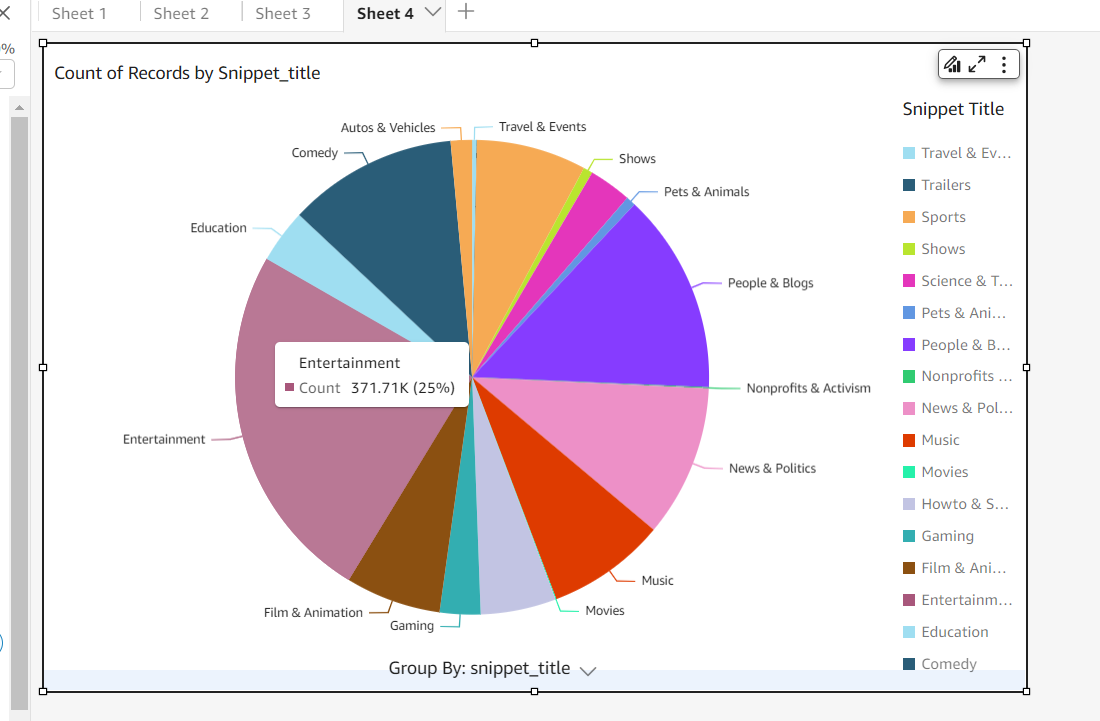 Sheet 1
Sheet 2
Sheet 3
Sheet 4
%
Count of Records by Snippet_title
Autos & Vehicles
Travel & Events
Comedy
Shows
Pets & Animals
Education
People & Blogs
Entertainment
Count 371.71K (25%)
Nonprofits & Activism
Entertainment
News & Politics
Music
Movies
Film & Animation
Gaming
Group By: snippet_title
Snippet Title
Travel & Ev...
Trailers
Sports
Shows
Science & T...
Pets & Ani...
People & B...
Nonprofits ...
News & Pol...
Music
Movies
Howto & S...
Gaming
Film & Ani...
Entertainm...
Education
Comedy